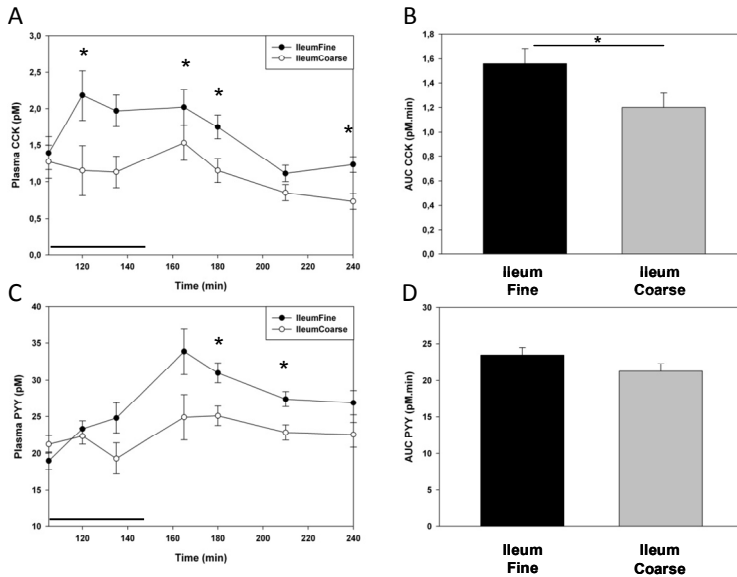 A
IleumFine
IleumCoarse
Plasma CCK (pM)
3,0
2,5
2,0
1,5
1,0
0,5
0,0
* * * *
120 140 160 180 200 220 240
Time (min)
B
AUC CCK (pM.min)
1,8
1,6
1,4
1,2
1,0
0,8
0,6
0,4
0,2
0,0
*
Ileum Ileum
Fine Coarse
C
IleumFine
IleumCoarse
Plasma PYY (pM)
40
35
30
25
20
15
10
* *
120 140 160 180 200 220 240
Time (min)
D
AUC PYY (pM.min)
30
25
20
15
10
5
0
Ileum Ileum
Fine Coarse